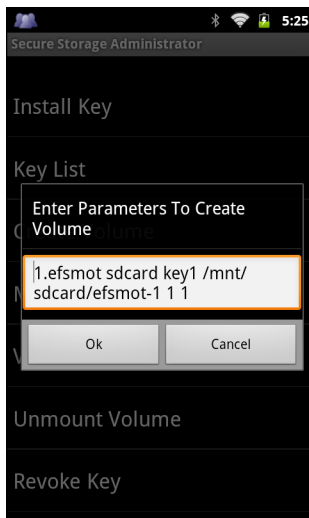 5:25
Secure Storage Administrator
Install Key
Key List
Enter Parameters To Create
Volume
1.efsmot sdcard key1 /mnt/
sdcard/efsmot-1 1 1
Ok
Cancel
Unmount Volume
Revoke Key